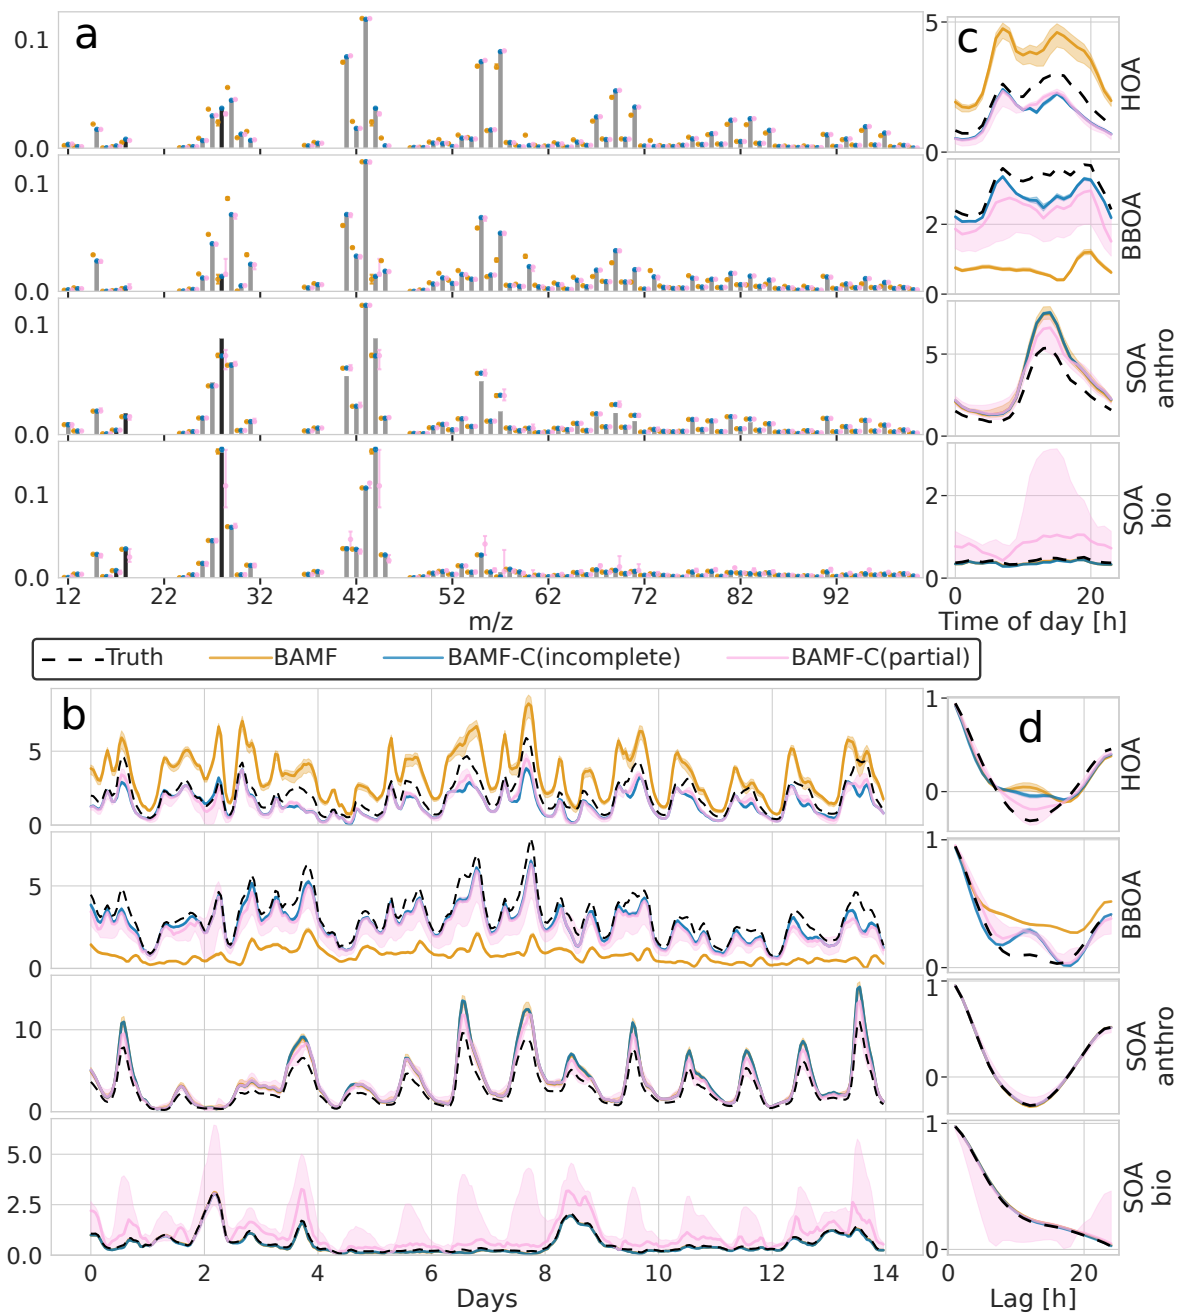 a
0.1
0.0
0.1
0.0
0.1
0.0
0.1
0.0
12 22 32 42 52 62 72 82 92
m/z
c
5
0
HOA
2
0
BBOA
5
0
SOA
anthro
2
0
SOA
bio
0 20
Time of day [h]
Truth BAMF BAMF-C(incomplete) BAMF-C(partial)
b
5
0
5
0
10
0
5.0
2.5
0.0
0 2 4 6 8 10 12 14
Days
d
1
0
HOA
1
0
BBOA
1
0
SOA
anthro
1
0
SOA
bio
0 20
Lag [h]